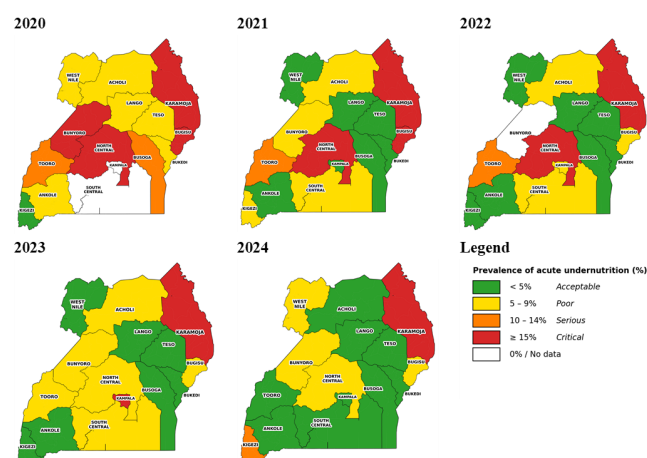 2020
WEST
NILE
ACHOLI
KARAMOJA
LANGO
TESO
BUNYORO
NORTH
CENTRAL
BUGISU
TOORO
KAMPALA
BUSOGA
BUKEDI
SOUTH
CENTRAL
ANKOLE
KIGEZI
2021
WEST
NILE
ACHOLI
LANGO
KARAMOJA
TESO
BUNYORO
BUGISU
NORTH
CENTRAL
TOORO
KAMPALA
BUSOGA
BUKEDI
SOUTH
CENTRAL
ANKOLE
KIGEZI
2022
WEST
NILE
ACHOLI
LANGO
KARAMOJA
TESO
BUNYORO
BUGISU
NORTH
CENTRAL
TOORO
KAMPALA
BUSOGA
BUKEDI
SOUTH
CENTRAL
ANKOLE
KIGEZI
2023
WEST
NILE
ACHOLI
LANGO
KARAMOJA
TESO
BUNYORO
BUGISU
NORTH
CENTRAL
TOORO
KAMPALA
BUSOGA
BUKEDI
SOUTH
CENTRAL
ANKOLE
KIGEZI
2024
WEST
NILE
ACHOLI
LANGO
KARAMOJA
TESO
BUNYORO
BUGISU
NORTH
CENTRAL
TOORO
KAMPALA
BUSOGA
BUKEDI
SOUTH
CENTRAL
ANKOLE
KIGEZI
Legend
Prevalence of acute undernutrition (%)
< 5% Acceptable
5 – 9% Poor
10 – 14% Serious
≥ 15% Critical
0% / No data